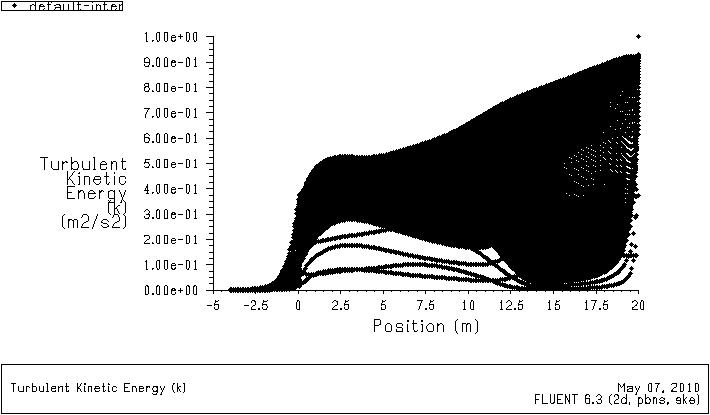 default-inter
1.00e+00
9.00e-01
8.00e-01
7.00e-01
6.00e-01
5.00e-01
4.00e-01
3.00e-01
2.00e-01
1.00e-01
0.00e+00
Turbulent
Kinetic
Energy
(k)
(m2/s2)
-5 -2.5 0 2.5 5 7.5 10 12.5 15 17.5 20
Position (m)
Turbulent Kinetic Energy (k)
May 07, 2010
FLUENT 6.3 (2d, pbns, ske)